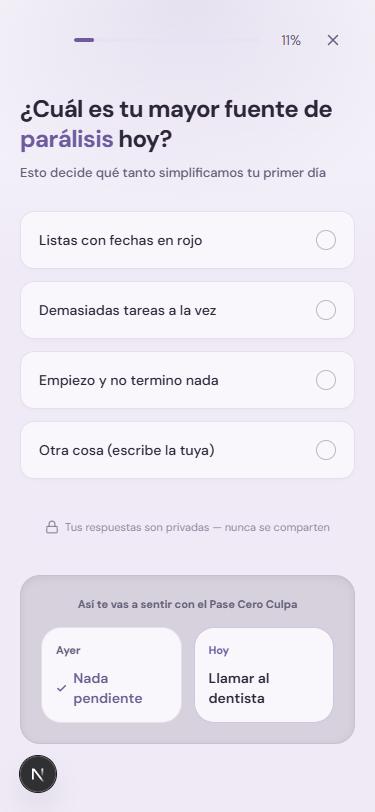 11%
¿Cuál es tu mayor fuente de
parálisis hoy?
Esto decide qué tanto simplificamos tu primer día
Listas con fechas en rojo
Demasiadas tareas a la vez
Empiezo y no termino nada
Otra cosa (escribe la tuya)
Tus respuestas son privadas — nunca se comparten
Así te vas a sentir con el Pase Cero Culpa
Ayer
Nada
pendiente
Hoy
Llamar al
dentista
N